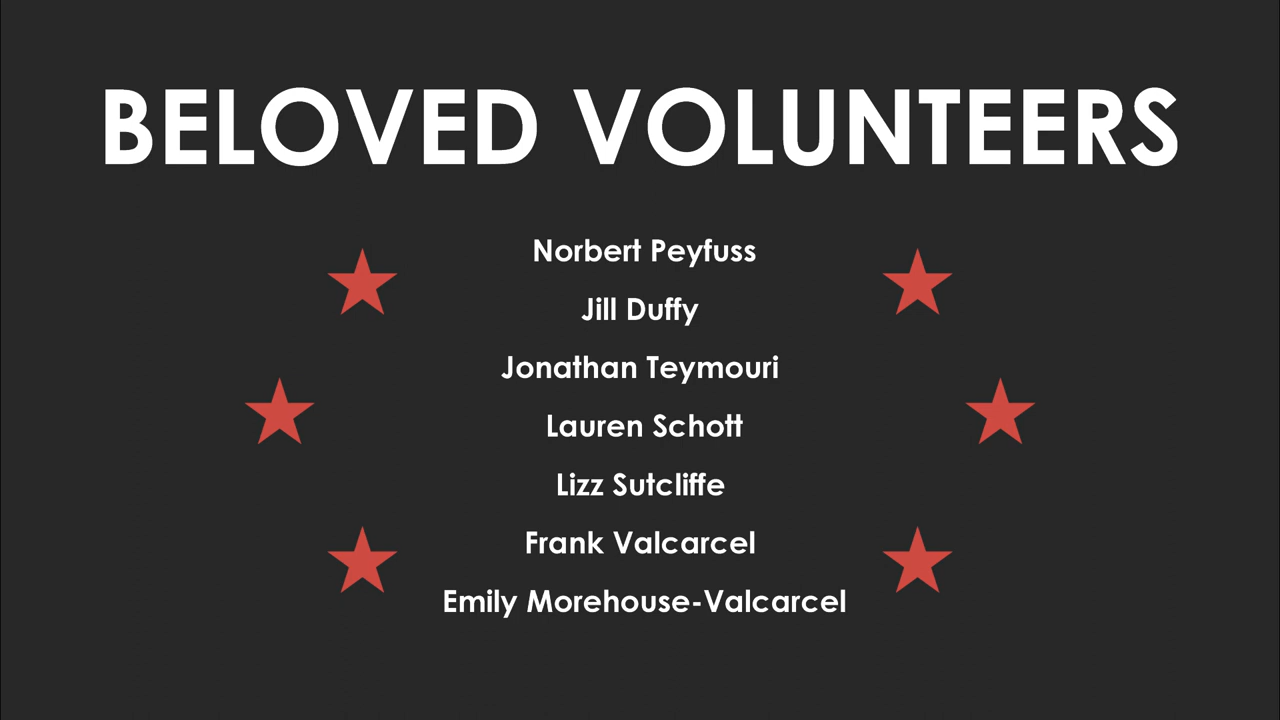 BELOVED VOLUNTEERS
Norbert Peyfuss
Jill Duffy
Jonathan Teymouri
Lauren Schott
Lizz Sutcliffe
Frank Valcarcel
Emily Morehouse-Valcarcel